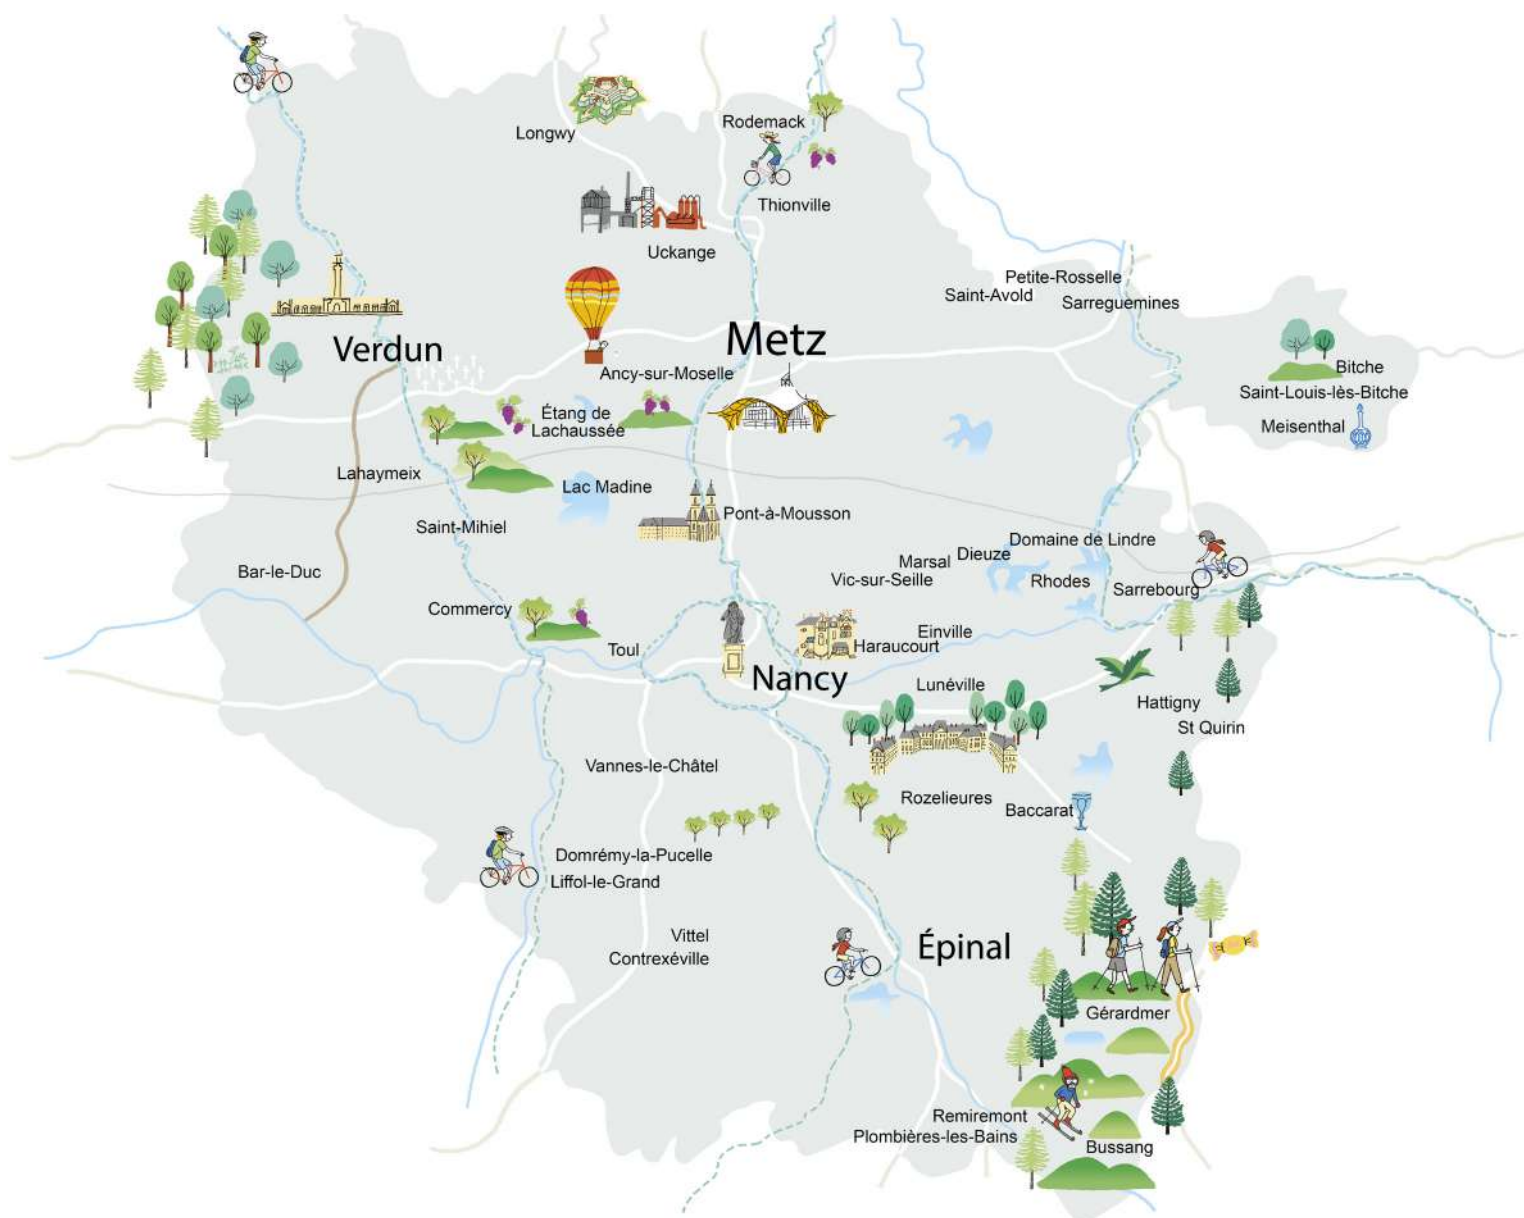 Rodemack
Longwy
Thionville
Uckange
Petite-Rosselle
Saint-Avold
Sarreguemines
Verdun
Metz
Ancy-sur-Moselle
Bitche
Saint-Louis-lès-Bitche
Meisenthal
Étang de
Lachaussée
Lahaymeix
Lac Madine
Pont-à-Mousson
Saint-Mihiel
Domaine de Lindre
Dieuze
Marsal
Vic-sur-Seille
Rhodes
Sarrebourg
Bar-le-Duc
Commercy
Toul
Einville
Haraucourt
Nancy
Lunéville
Hattigny
St Quirin
Vannes-le-Châtel
Rozelieures
Baccarat
Domrémy-la-Pucelle
Liffol-le-Grand
Vittel
Contrexéville
Épinal
Gérardmer
Remiremont
Plombières-les-Bains
Bussang